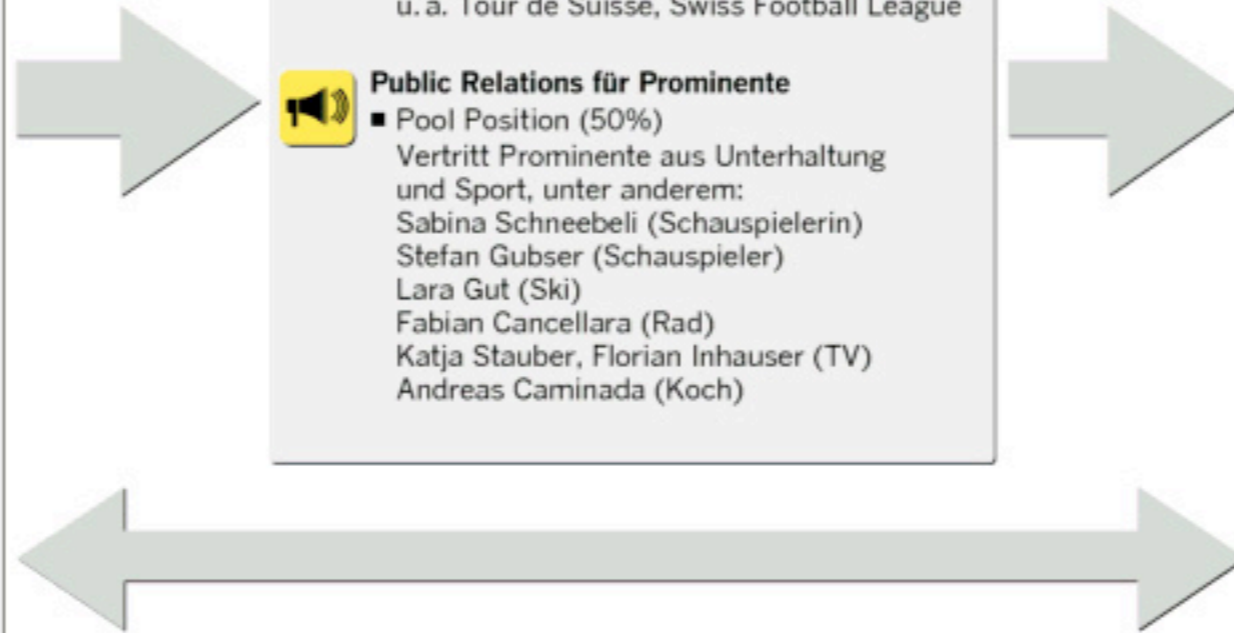 u. a. Tour de Suisse, Swiss Football League
Public Relations für Prominente
■ Pool Position (50%)
Vertritt Prominente aus Unterhaltung
und Sport, unter anderem:
Sabina Schneebeli (Schauspielerin)
Stefan Gubser (Schauspieler)
Lara Gut (Ski)
Fabian Cancellara (Rad)
Katja Stauber, Florian Inhauser (TV)
Andreas Caminada (Koch)